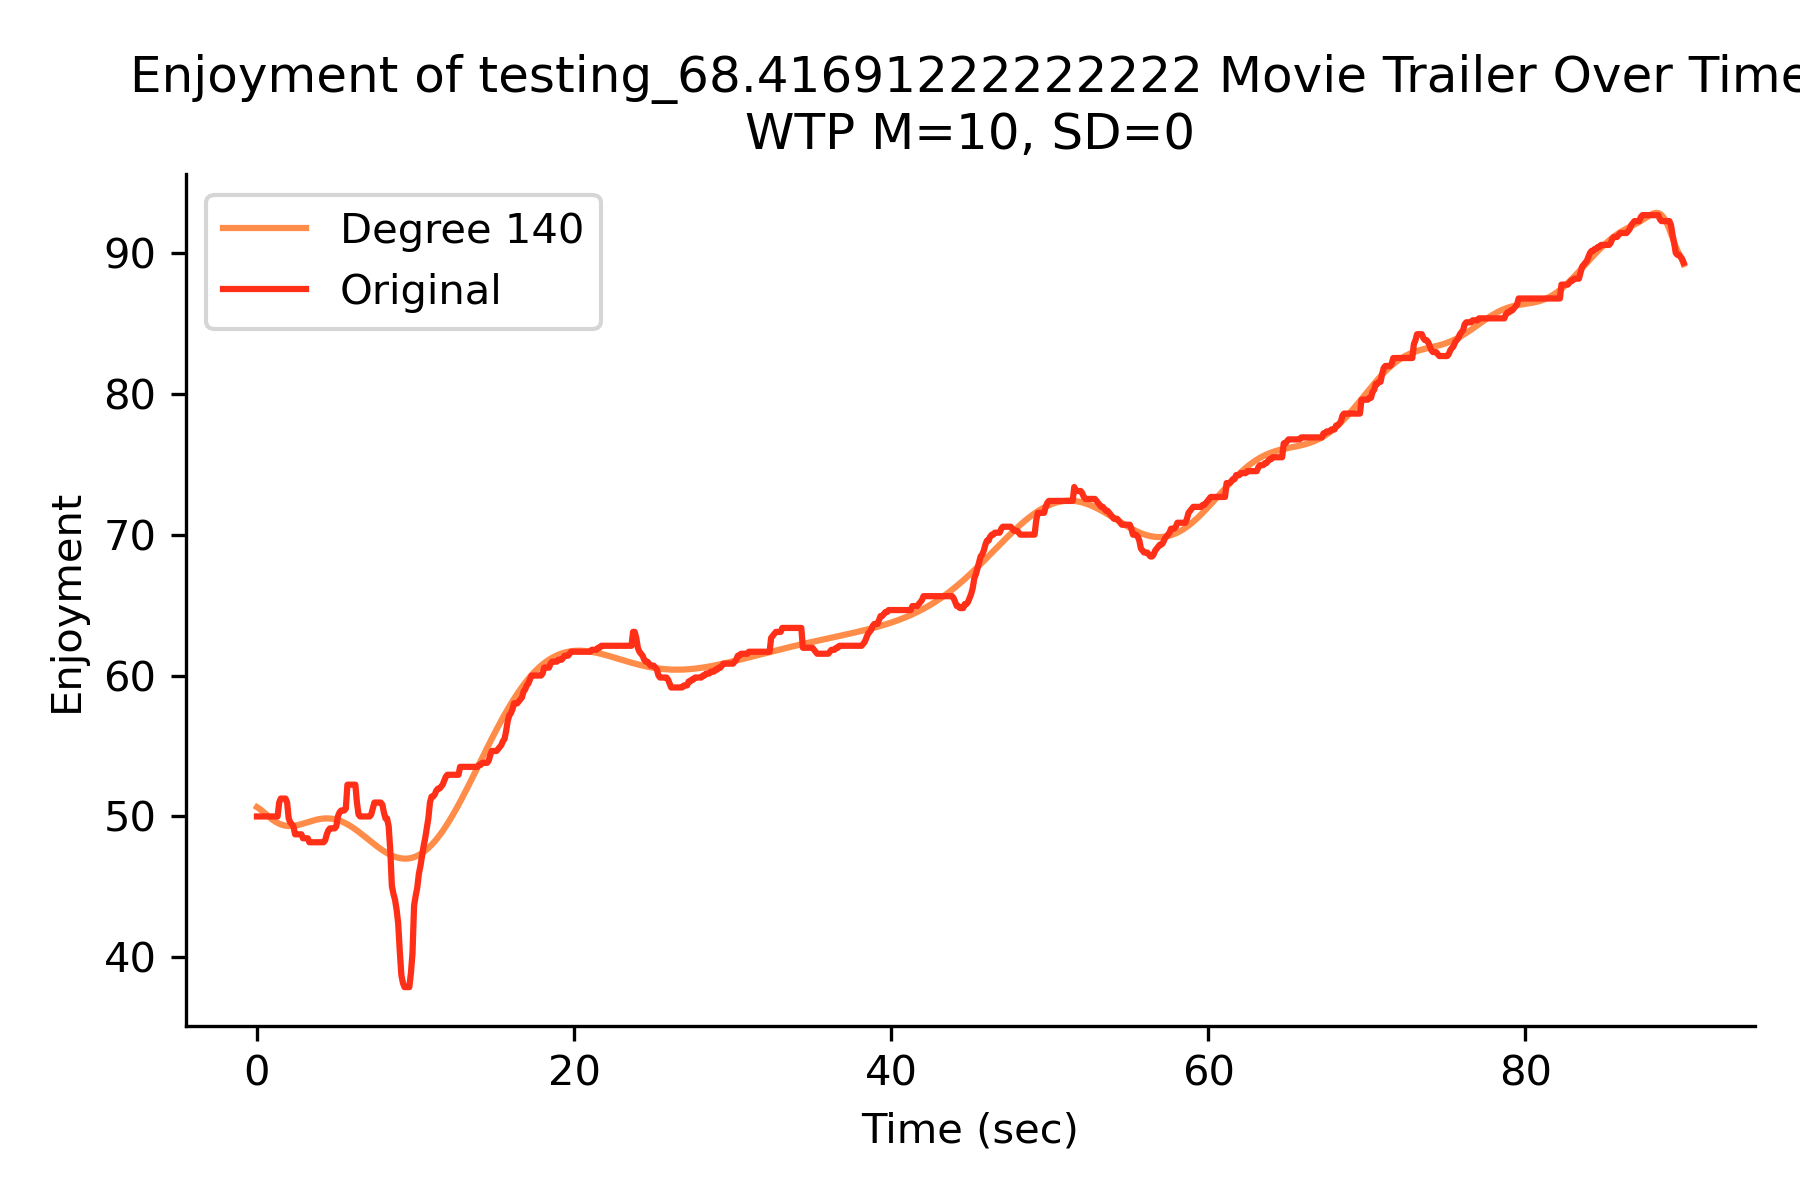 Enjoyment of testing_68.41691222222222 Movie Trailer Over Time
WTP M=10, SD=0
Degree 140
Original
90
80
70
60
50
40
Enjoyment
0 20 40 60 80
Time (sec)